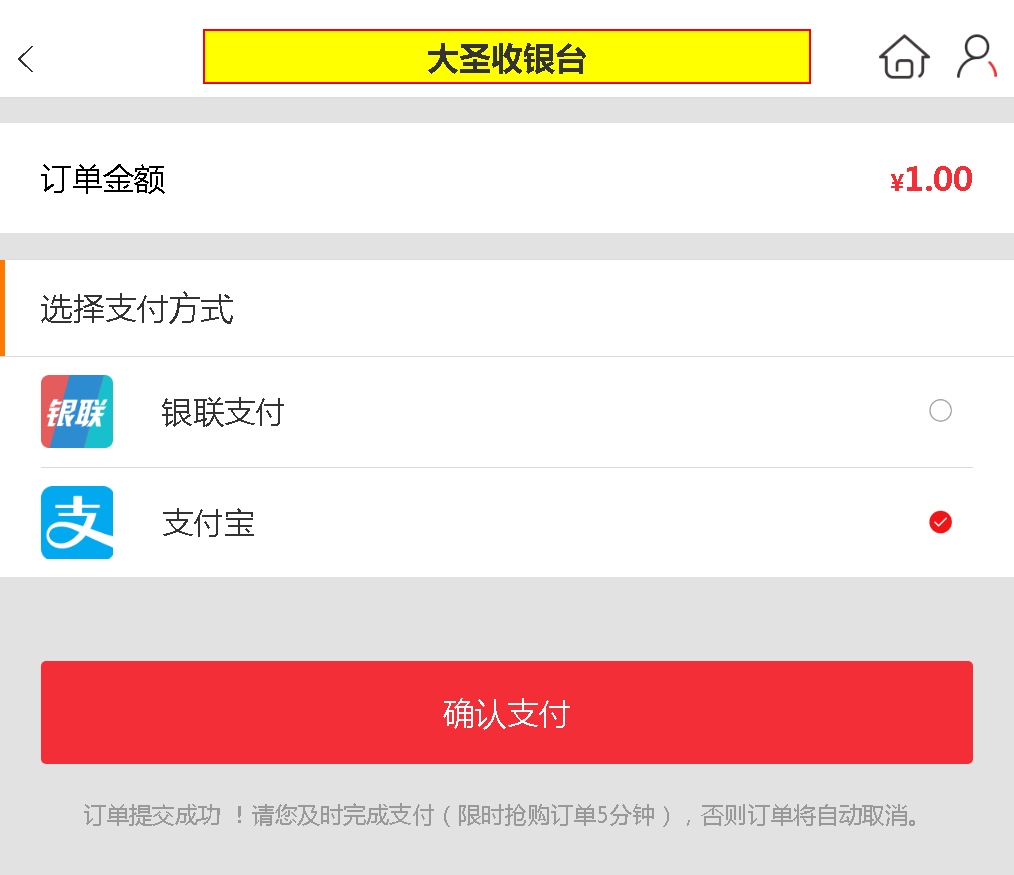 大圣收银台
订单金额
¥1.00
选择支付方式
银联
银联支付
支
支付宝
确认支付
订单提交成功 ！请您及时完成支付（限时抢购订单5分钟），否则订单将自动取消。